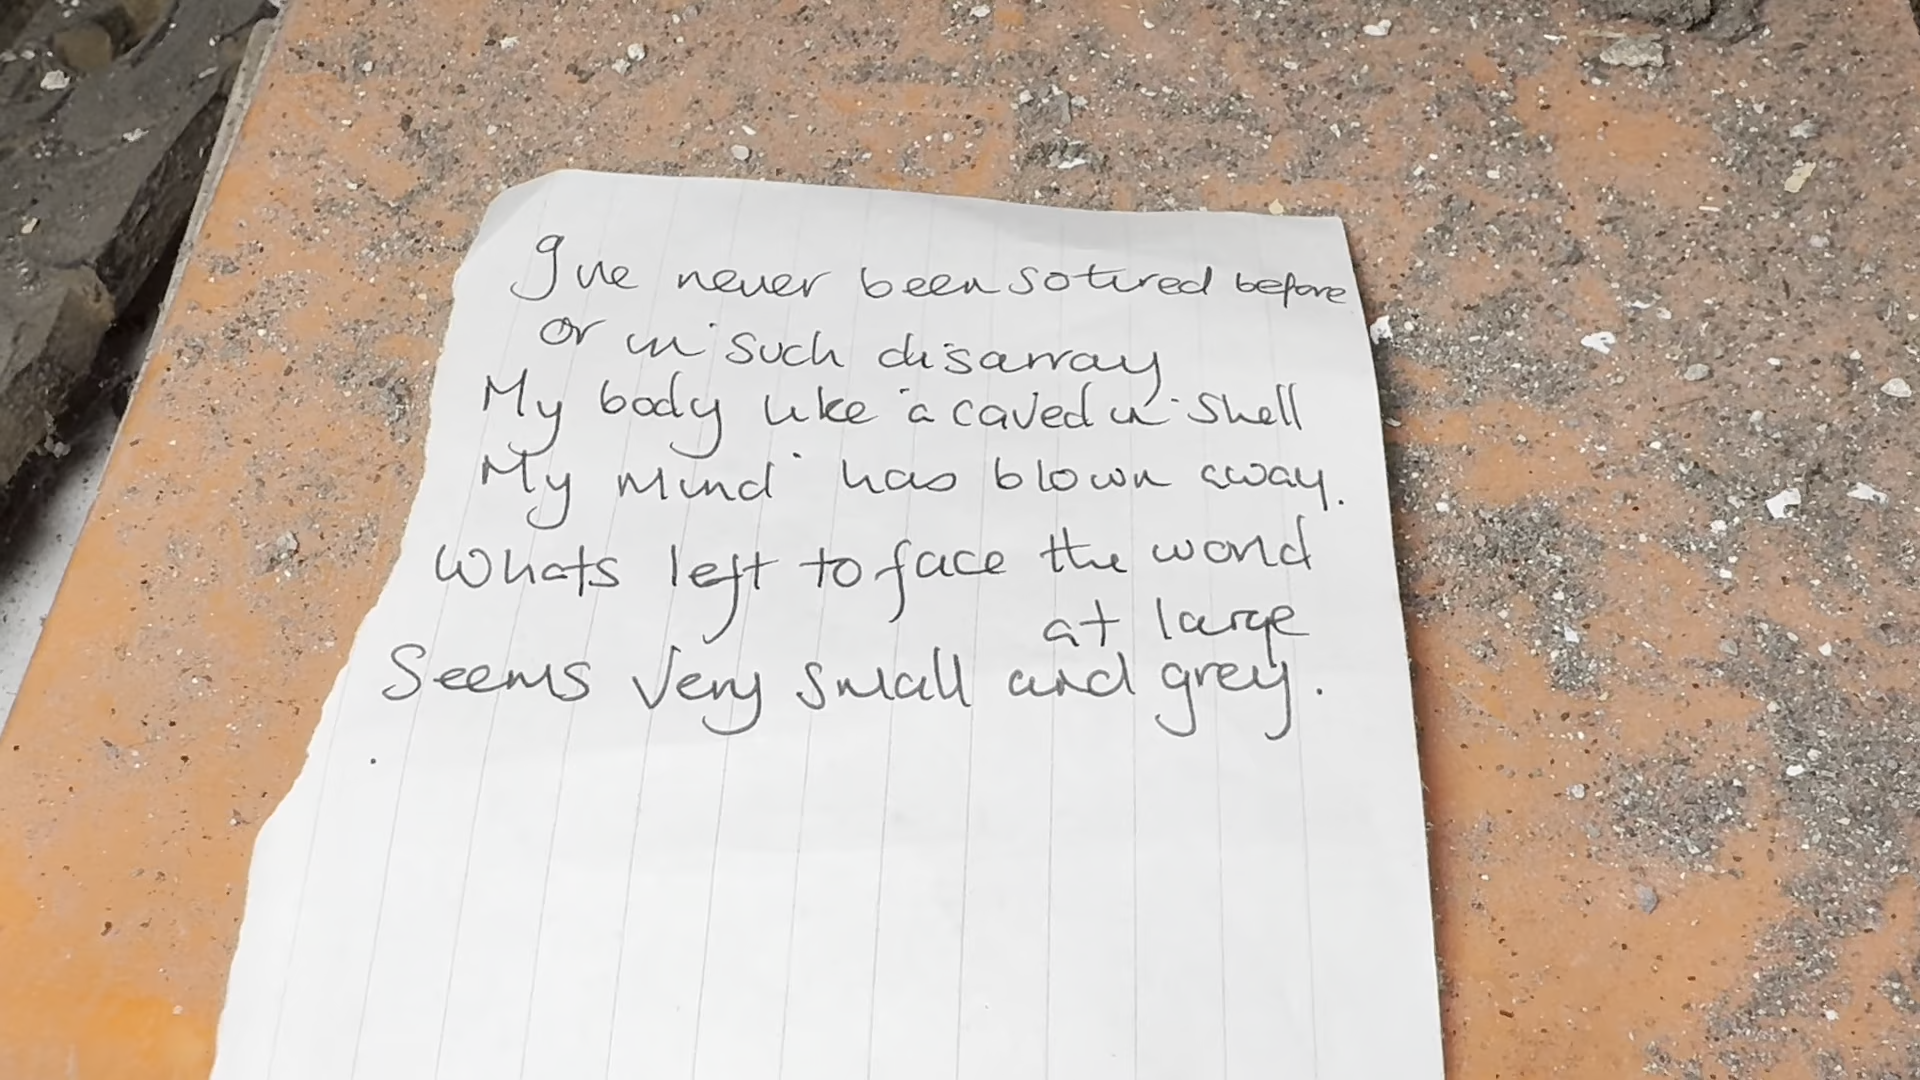 Ive never been so tired before
or in such disarray
My body like a caved in shell
My mind has blown away.
Whats left to face the world
at large
Seems very small and grey.